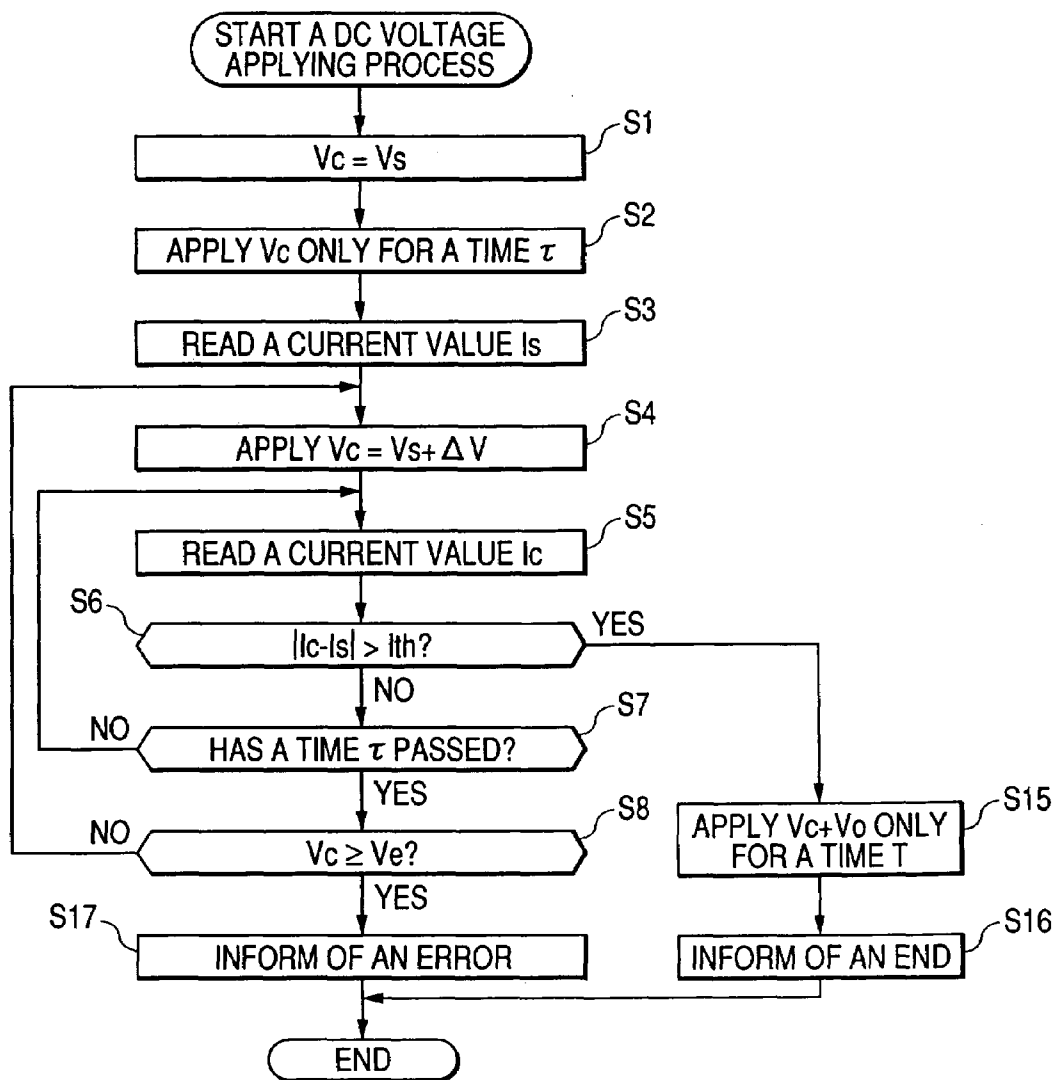 START A DC VOLTAGE
APPLYING PROCESS
S1
Vc = Vs
S2
APPLY Vc ONLY FOR A TIME τ
S3
READ A CURRENT VALUE Is
S4
APPLY Vc = Vs+ Δ V
S5
READ A CURRENT VALUE Ic
S6
|Ic-Is| > Ith?
YES
NO
S7
NO
HAS A TIME τ PASSED?
YES
S8
NO
Vc ≥ Ve?
YES
S15
APPLY Vc+Vo ONLY
FOR A TIME T
S17
INFORM OF AN ERROR
S16
INFORM OF AN END
END